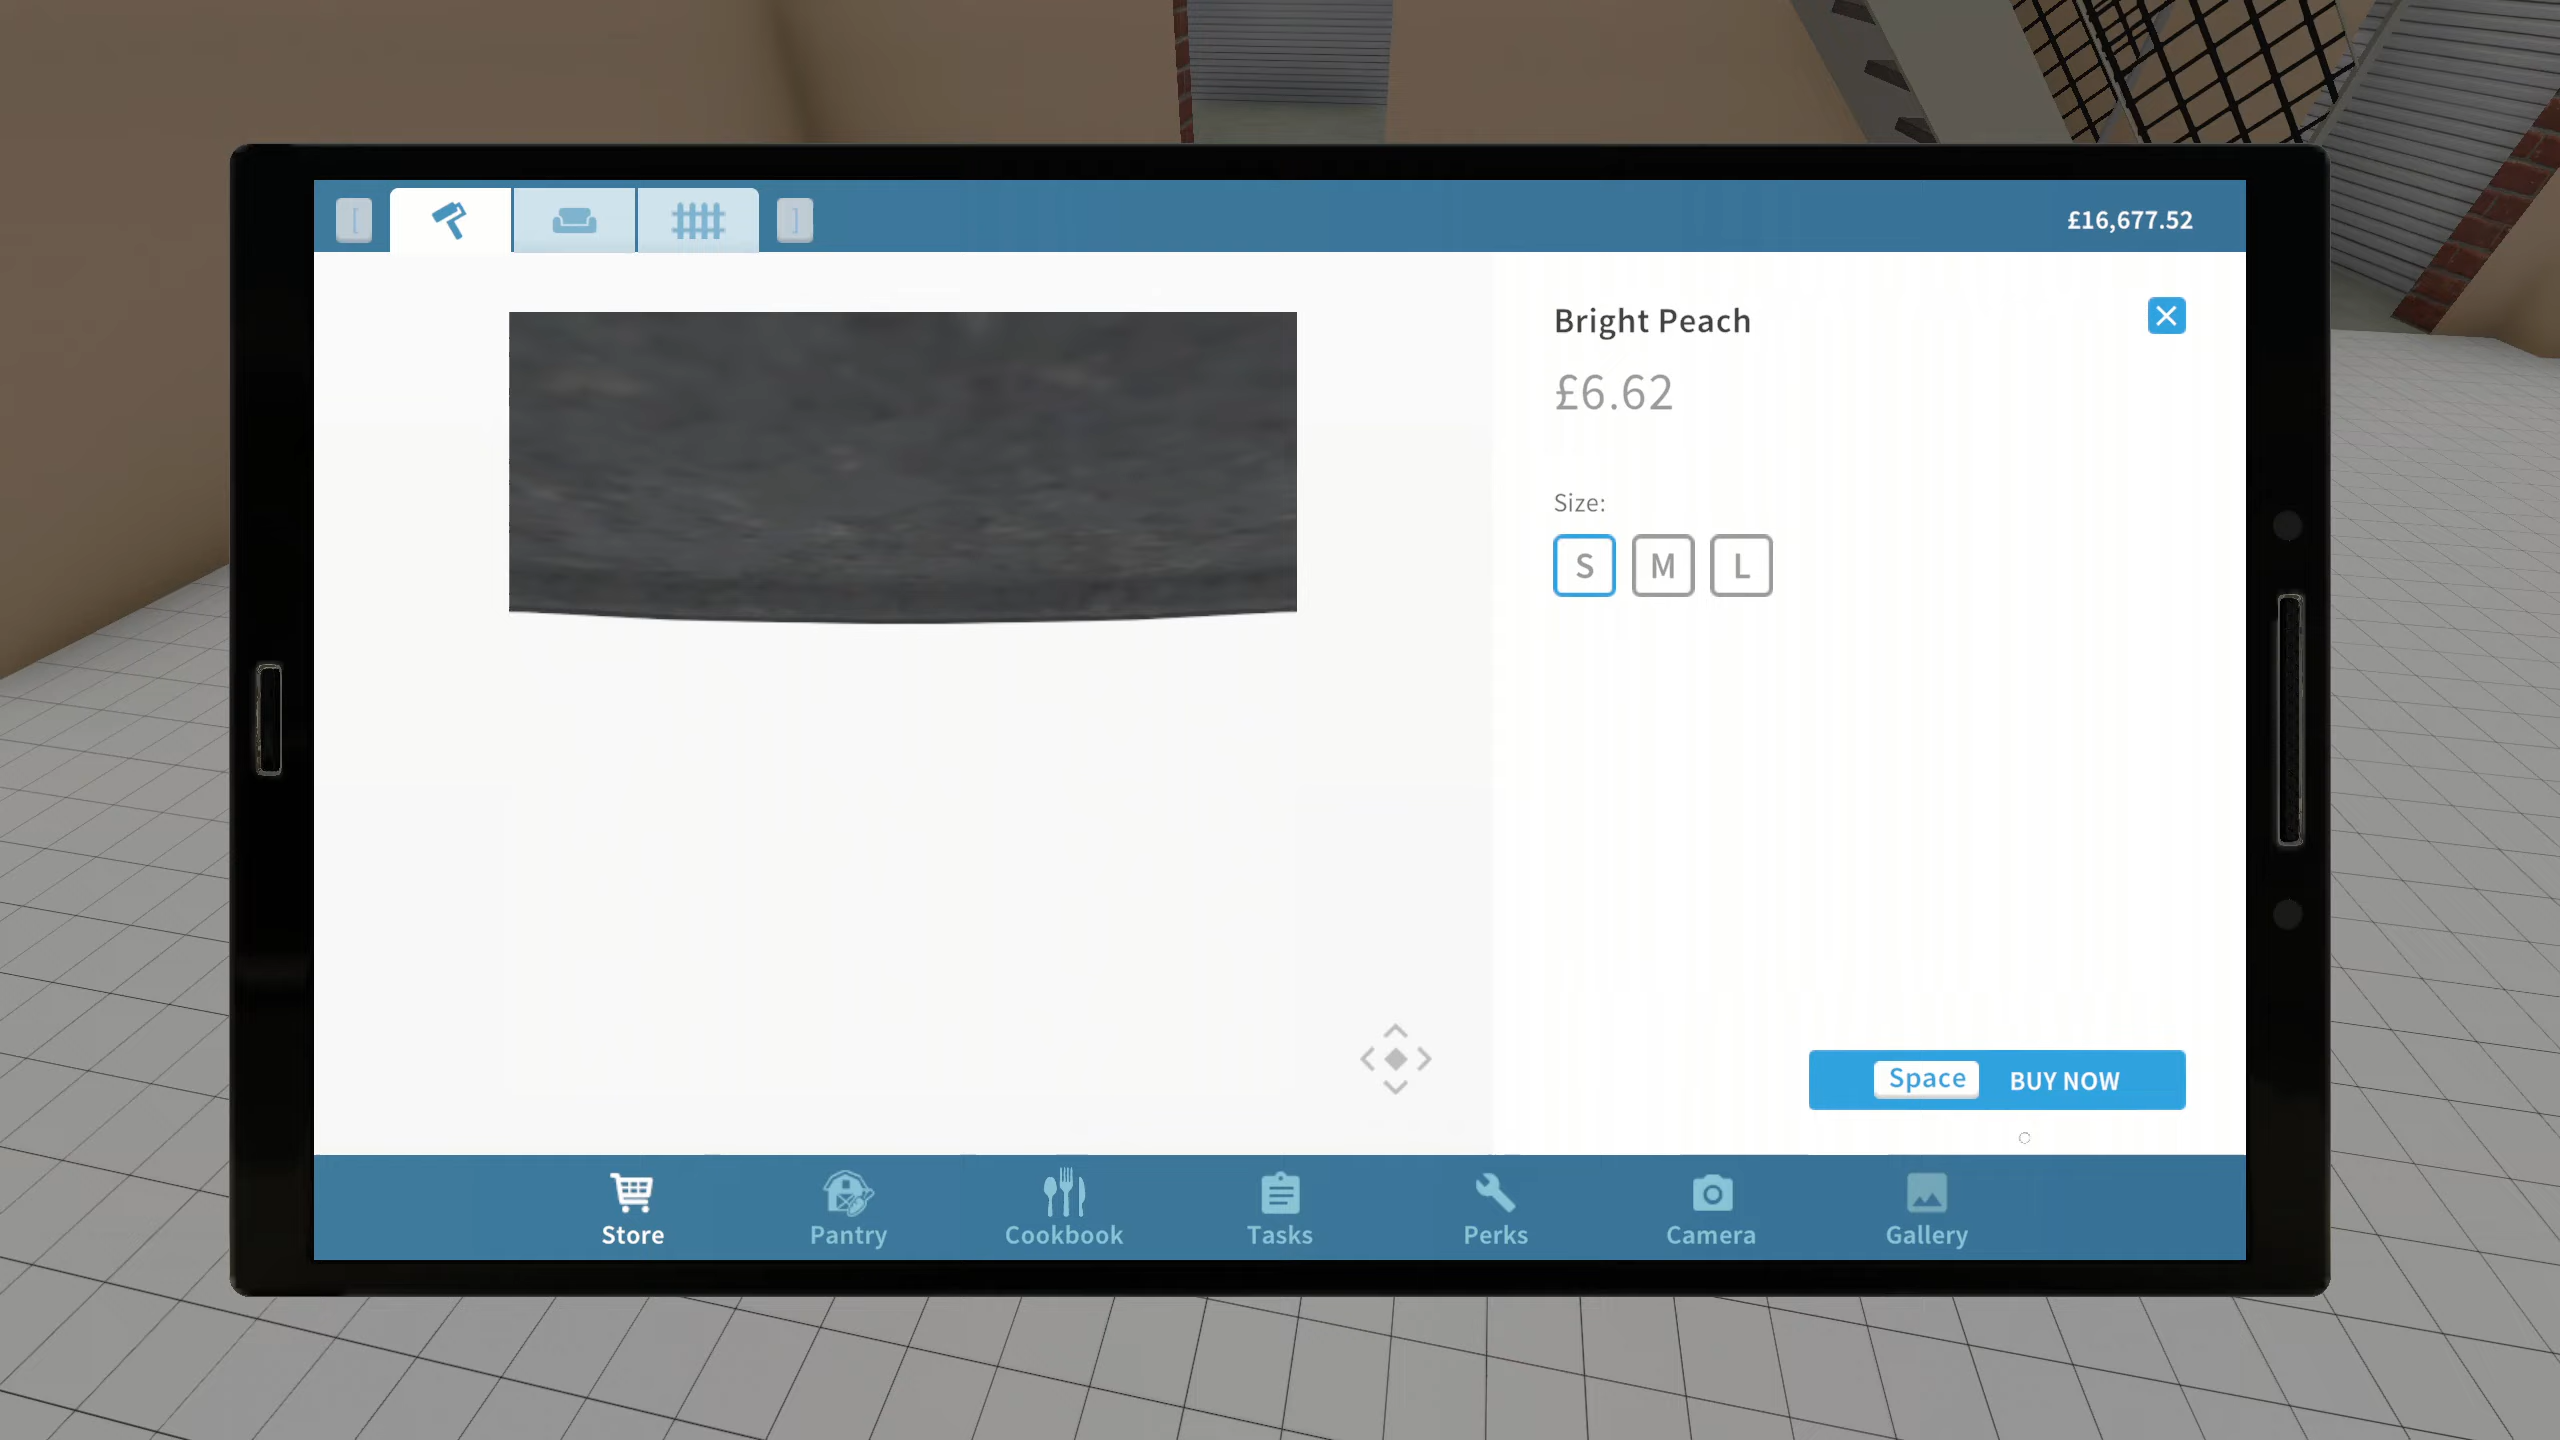 [
]
£16,677.52
Bright Peach
£6.62
Size:
S M L
Space BUY NOW
Store Pantry Cookbook Tasks Perks Camera Gallery